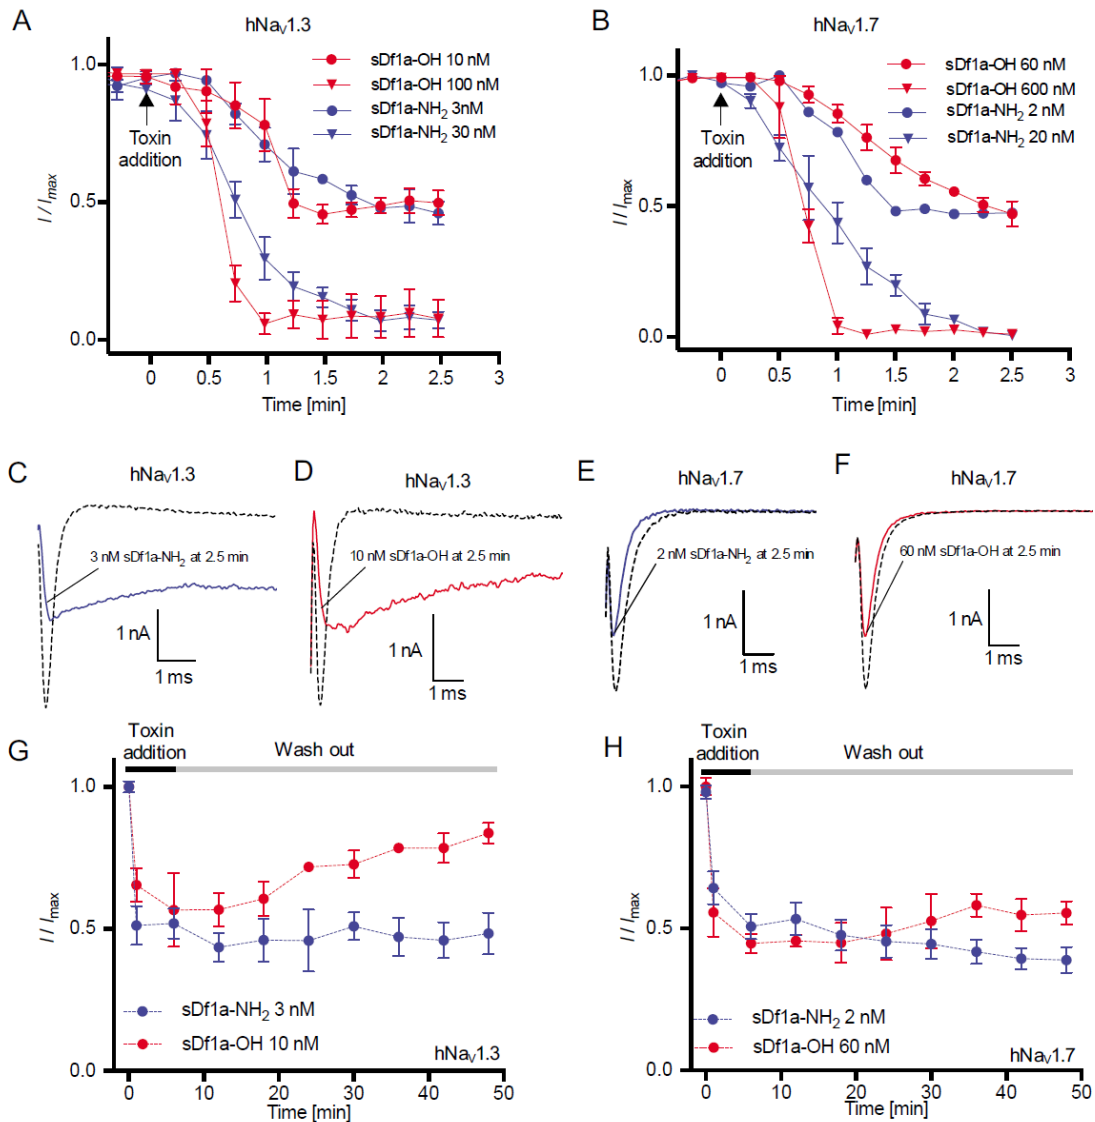 A
hNaV1.3
1.0
0.5
0.0
I / Imax
Toxin
addition
sDf1a-OH 10 nM
sDf1a-OH 100 nM
sDf1a-NH2 3nM
sDf1a-NH2 30 nM
0 0.5 1 1.5 2 2.5 3
Time [min]
B
hNaV1.7
1.0
0.5
0.0
I / Imax
Toxin
addition
sDf1a-OH 60 nM
sDf1a-OH 600 nM
sDf1a-NH2 2 nM
sDf1a-NH2 20 nM
0 0.5 1 1.5 2 2.5 3
Time [min]
C
hNaV1.3
3 nM sDf1a-NH2 at 2.5 min
1 nA
1 ms
D
hNaV1.3
10 nM sDf1a-OH at 2.5 min
1 nA
1 ms
E
hNaV1.7
2 nM sDf1a-NH2 at 2.5 min
1 nA
1 ms
F
hNaV1.7
60 nM sDf1a-OH at 2.5 min
1 nA
1 ms
G
Toxin
addition
Wash out
1.0
0.5
0.0
I / Imax
sDf1a-NH2 3 nM
sDf1a-OH 10 nM
hNaV1.3
0 10 20 30 40 50
Time [min]
H
Toxin
addition
Wash out
1.0
0.5
0.0
I / Imax
sDf1a-NH2 2 nM
sDf1a-OH 60 nM
hNaV1.7
0 10 20 30 40 50
Time [min]